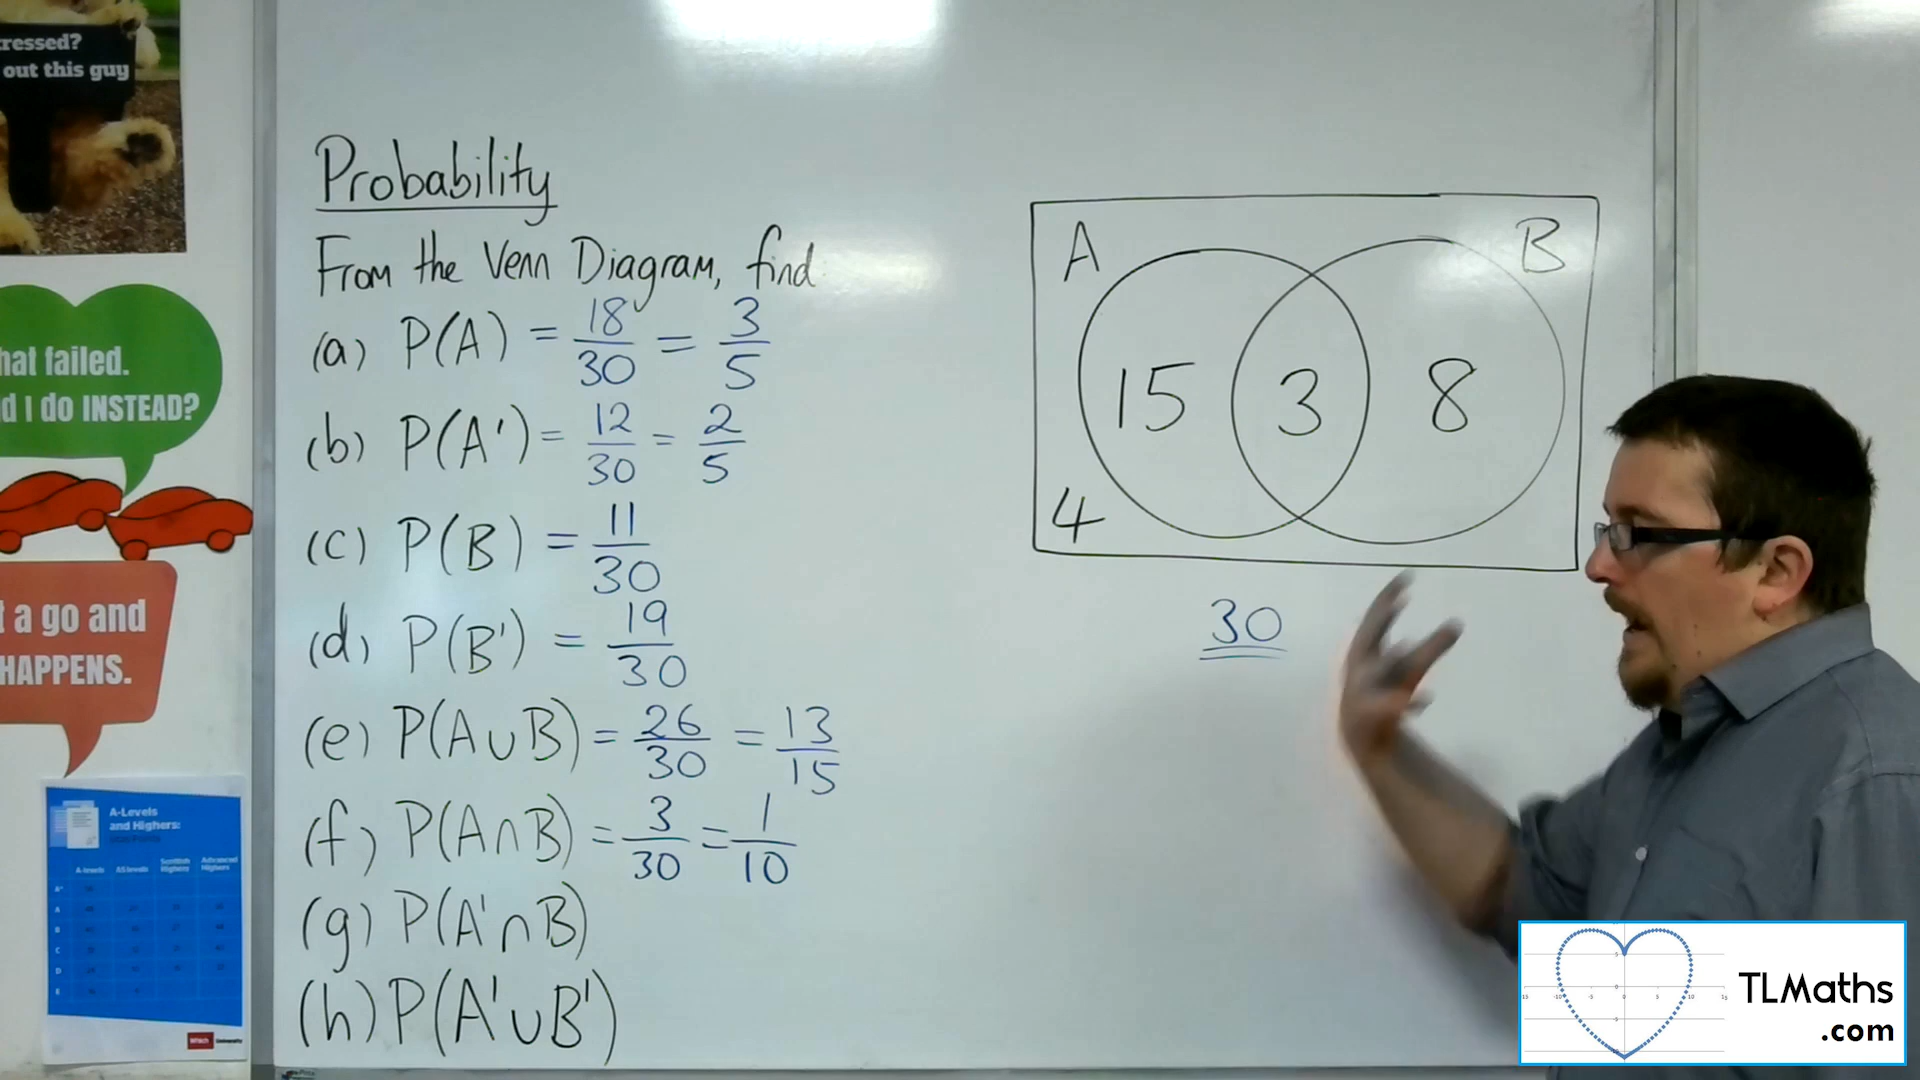 ressed?
out this guy
hat failed.
d I do INSTEAD?
t a go and
HAPPENS.
A-Levels
and Highers:
Probability
From the Venn Diagram, find
(a) P(A) = 18/30 = 3/5
(b) P(A') = 12/30 = 2/5
(c) P(B) = 11/30
(d) P(B') = 19/30
(e) P(A∪B) = 26/30 = 13/15
(f) P(A∩B) = 3/30 = 1/10
(g) P(A'∩B)
(h) P(A'∪B')
A B
15 3 8
4
30
TLMaths
.com